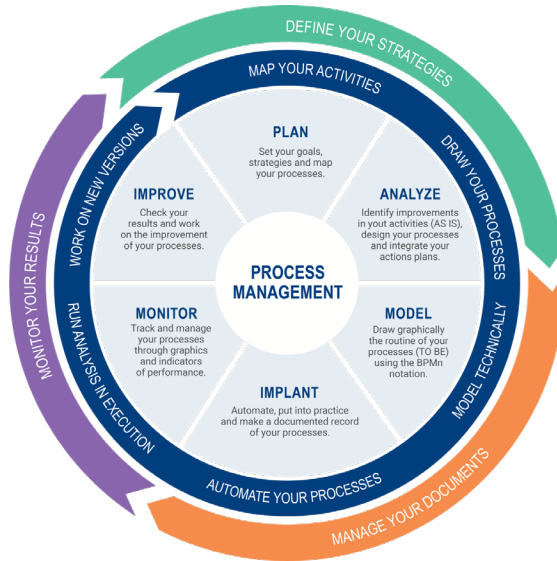 DEFINE YOUR STRATEGIES
MAP YOUR ACTIVITIES
PLAN
Set your goals,
strategies and map
your processes.
DRAW YOUR PROCESSES
ANALYZE
Identify improvements
in yout activities (AS IS),
design your processes
and integrate your
actions plans.
MODEL TECHNICALLY
MODEL
Draw graphically
the routine of your
processes (TO BE)
using the BPMn
notation.
MANAGE YOUR DOCUMENTS
AUTOMATE YOUR PROCESSES
IMPLANT
Automate, put into practice
and make a documented record
of your processes.
RUN ANALYSIS IN EXECUTION
MONITOR
Track and manage
your processes
through graphics
and indicators
of performance.
MONITOR YOUR RESULTS
WORK ON NEW VERSIONS
IMPROVE
Check your
results and work
on the improvement
of your processes.
PROCESS
MANAGEMENT